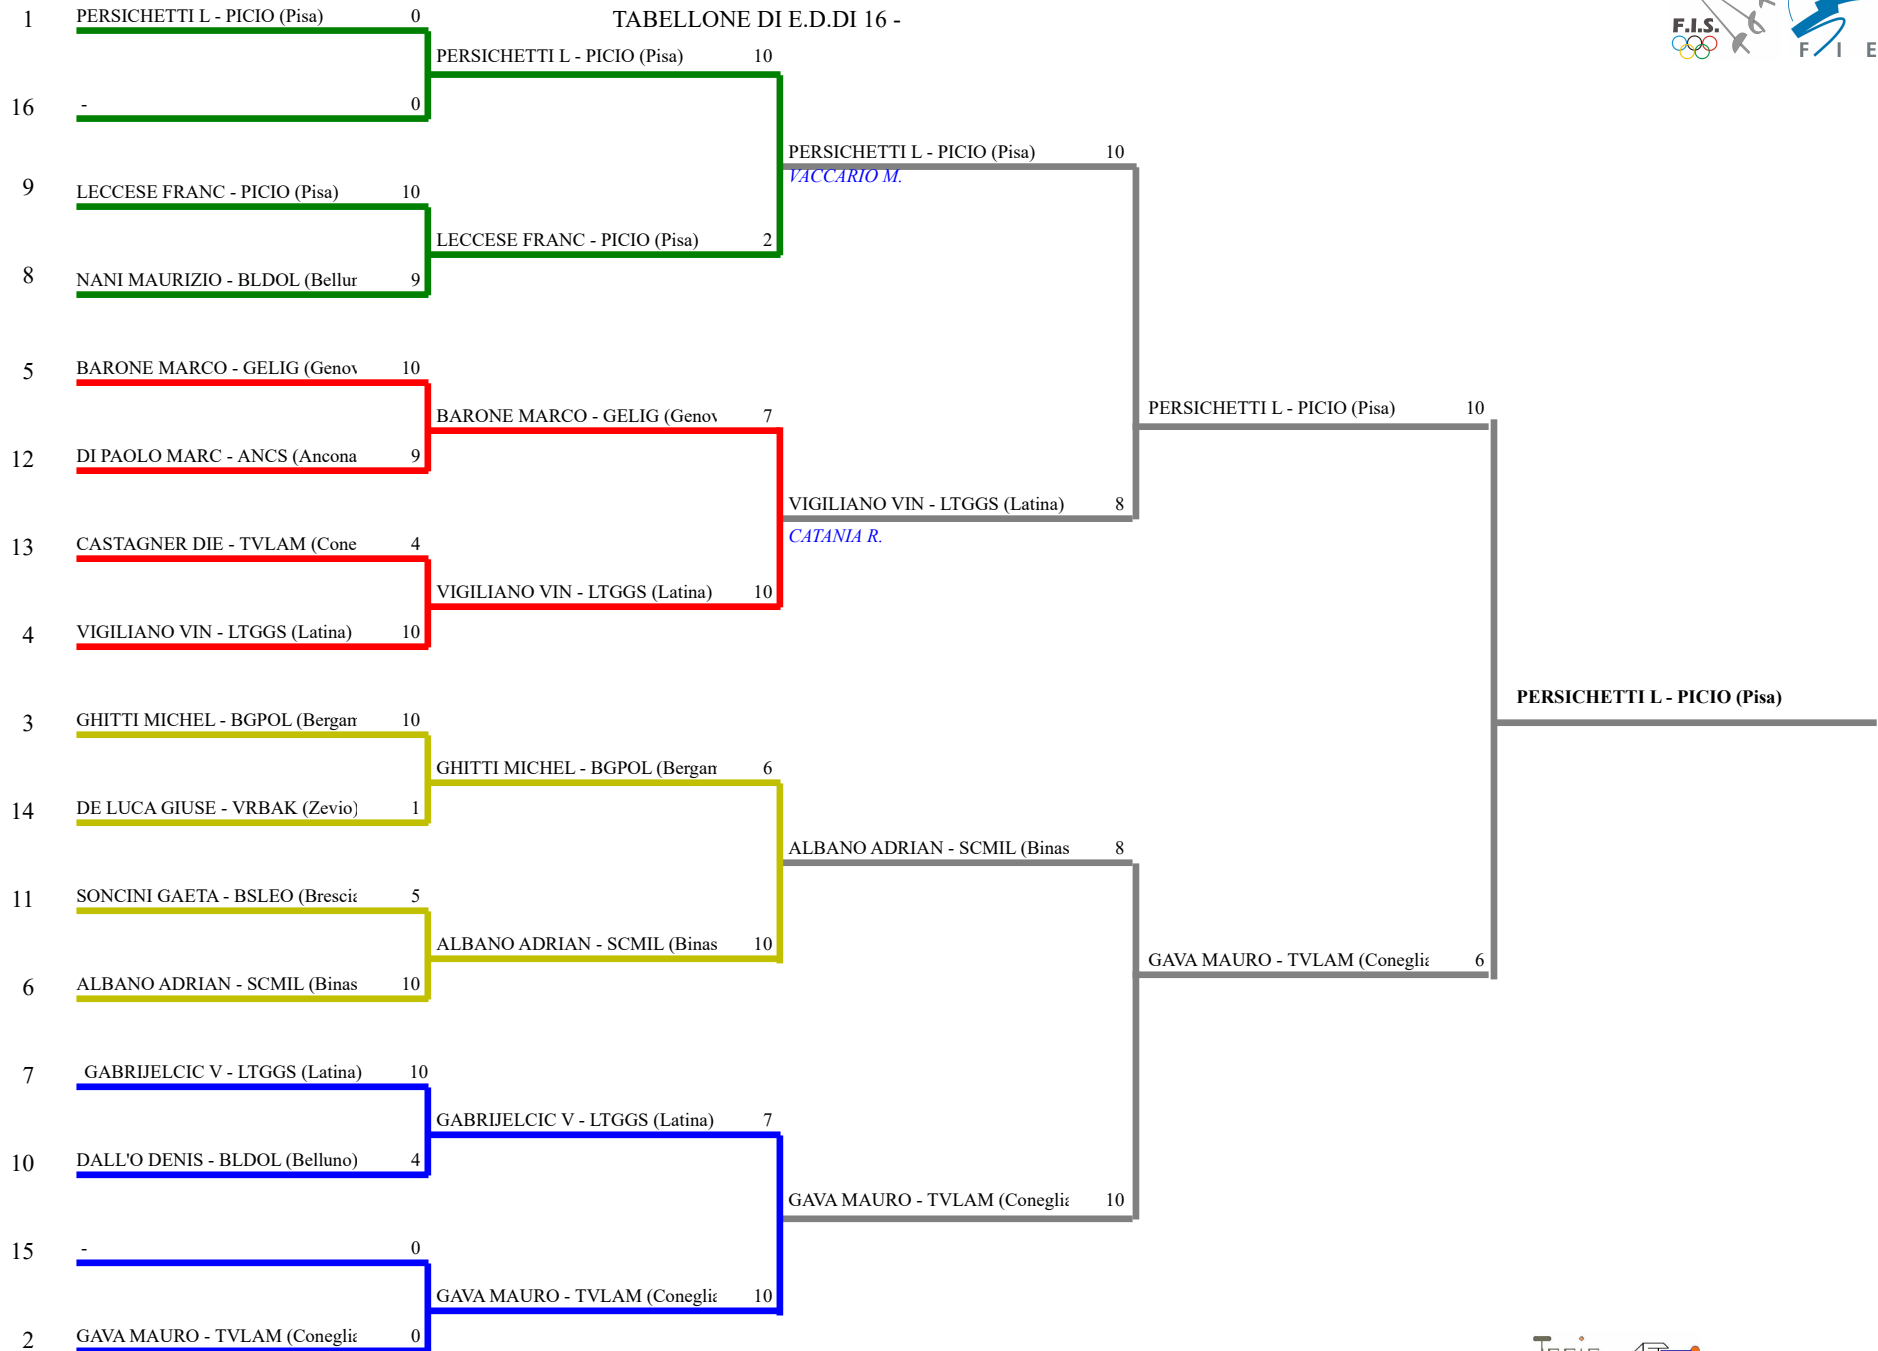 TABELLONE DI E.D.DI 16 -
F.I.S.
F I E
1 PERSICHETTI L - PICIO (Pisa) 0
PERSICHETTI L - PICIO (Pisa) 10
16 - 0
PERSICHETTI L - PICIO (Pisa) 10
VACCARIO M.
9 LECCESE FRANC - PICIO (Pisa) 10
LECCESE FRANC - PICIO (Pisa) 2
8 NANI MAURIZIO - BLDOL (Bellur 9
5 BARONE MARCO - GELIG (Genov 10
BARONE MARCO - GELIG (Genov 7
PERSICHETTI L - PICIO (Pisa) 10
12 DI PAOLO MARC - ANCS (Ancona 9
VIGILIANO VIN - LTGGS (Latina) 8
CATANIA R.
13 CASTAGNER DIE - TVLAM (Cone 4
VIGILIANO VIN - LTGGS (Latina) 10
4 VIGILIANO VIN - LTGGS (Latina) 10
PERSICHETTI L - PICIO (Pisa)
3 GHITTI MICHEL - BGPOL (Bergam 10
GHITTI MICHEL - BGPOL (Bergam 6
14 DE LUCA GIUSE - VRBAK (Zevio) 1
ALBANO ADRIAN - SCMIL (Binas 8
11 SONCINI GAETA - BSLEO (Brescia 5
ALBANO ADRIAN - SCMIL (Binas 10
GAVA MAURO - TVLAM (Coneglia 6
6 ALBANO ADRIAN - SCMIL (Binas 10
7 GABRIJELCIC V - LTGGS (Latina) 10
GABRIJELCIC V - LTGGS (Latina) 7
10 DALL'O DENIS - BLDOL (Belluno) 4
GAVA MAURO - TVLAM (Coneglia 10
15 - 0
GAVA MAURO - TVLAM (Coneglia 10
2 GAVA MAURO - TVLAM (Coneglia 0